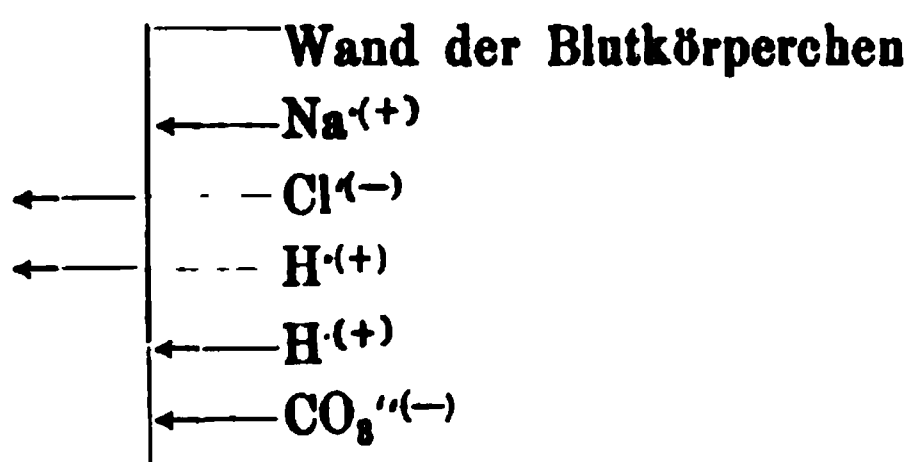 Wand der Blutkörperchen
Na·(+)
Cl′(−)
H·(+)
H·(+)
CO₃′′(−)